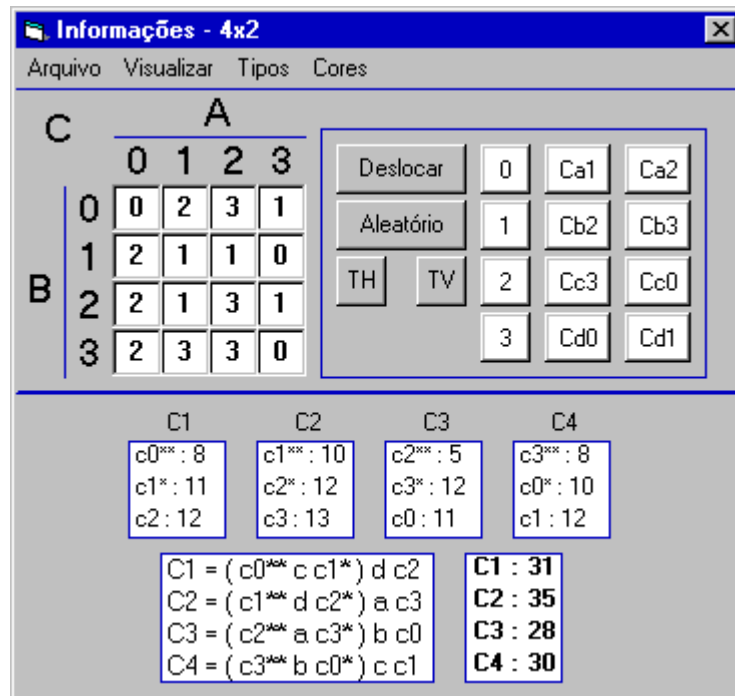 Informações - 4x2
Arquivo Visualizar Tipos Cores
C A
0 1 2 3
B
0 0 2 3 1
1 2 1 1 0
2 2 1 3 1
3 2 3 3 0
Deslocar 0 Ca1 Ca2
Aleatório 1 Cb2 Cb3
TH TV 2 Cc3 Cc0
3 Cd0 Cd1
C1 C2 C3 C4
c0** : 8 c1** : 10 c2** : 5 c3** : 8
c1* : 11 c2* : 12 c3* : 12 c0* : 10
c2 : 12 c3 : 13 c0 : 11 c1 : 12
C1 = ( c0** c c1* ) d c2 C1 : 31
C2 = ( c1** d c2* ) a c3 C2 : 35
C3 = ( c2** a c3* ) b c0 C3 : 28
C4 = ( c3** b c0* ) c c1 C4 : 30